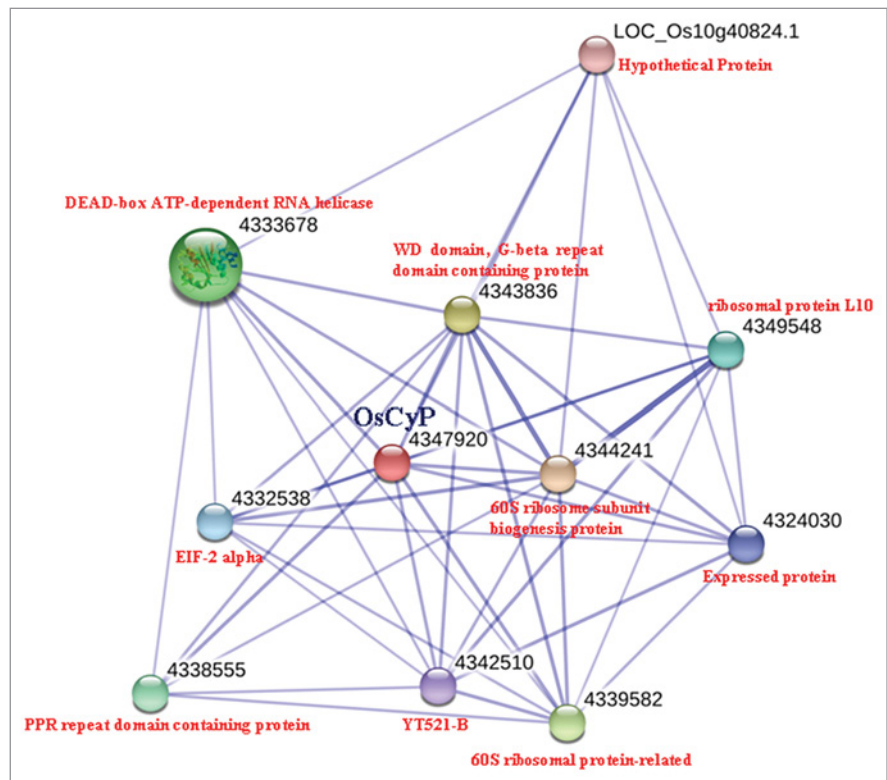 LOC_Os10g40824.1
Hypothetical Protein
DEAD-box ATP-dependent RNA helicase
4333678
WD domain, G-beta repeat
domain containing protein
4343836
ribosomal protein L10
4349548
OsCyP
4347920
4344241
60S ribosome subunit
biogenesis protein
4332538
EIF-2 alpha
4324030
Expressed protein
4338555
PPR repeat domain containing protein
4342510
YT521-B
4339582
60S ribosomal protein-related